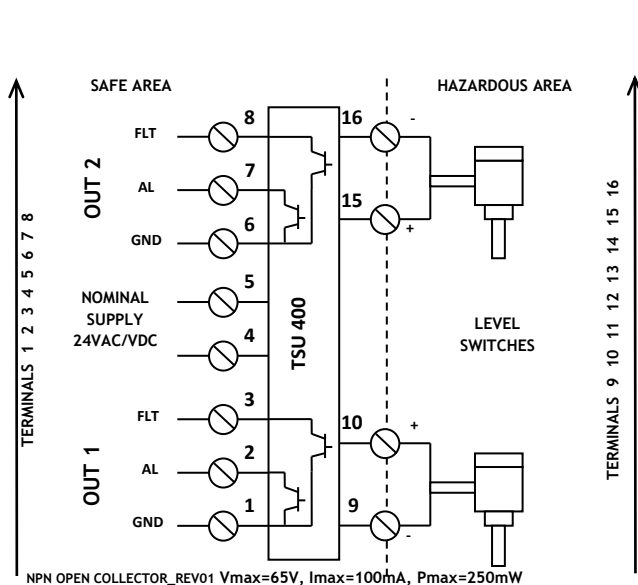 SAFE AREA
HAZARDOUS AREA
8
16
-
FLT
7
AL
15
+
OUT 2
6
GND
5
NOMINAL
SUPPLY
24VAC/VDC
4
TSU 400
LEVEL
SWITCHES
3
FLT
10
+
2
AL
OUT 1
1
GND
9
-
TERMINALS 1 2 3 4 5 6 7 8
TERMINALS 9 10 11 12 13 14 15 16
NPN OPEN COLLECTOR_REV01 Vmax=65V, Imax=100mA, Pmax=250mW